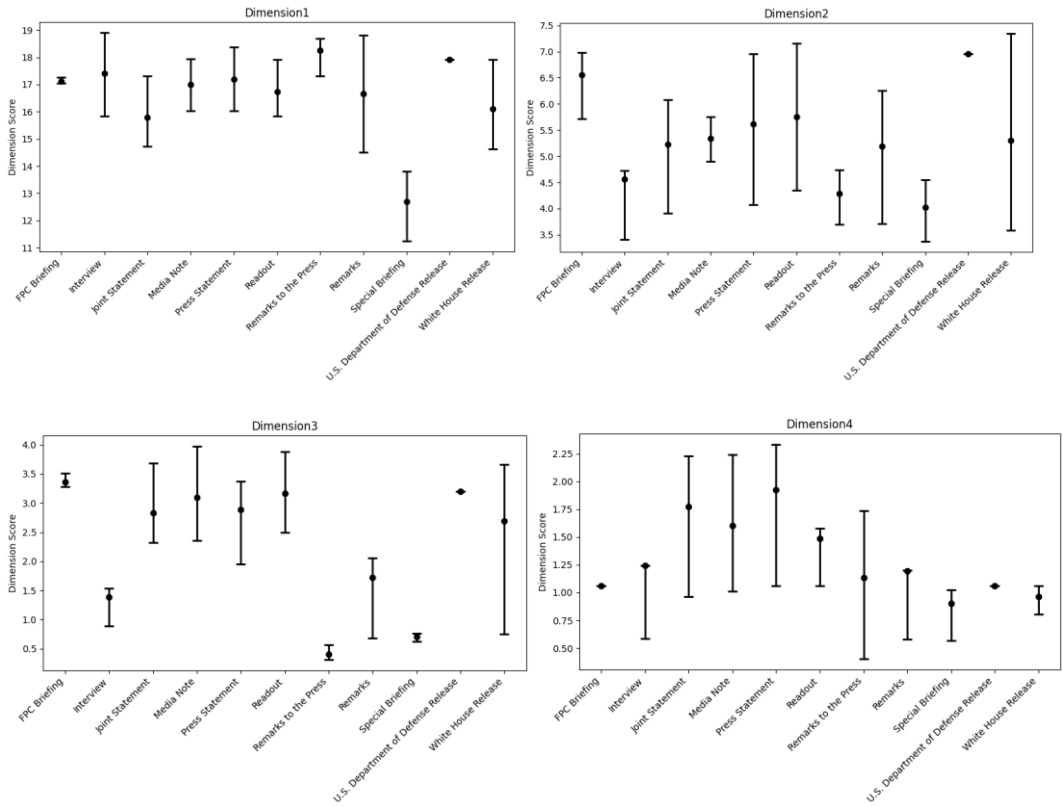 Dimension1
Dimension Score
19
18
17
16
15
14
13
12
11
FPC Briefing
Interview
Joint Statement
Media Note
Press Statement
Readout
Remarks to the Press
Remarks
Special Briefing
U.S. Department of Defense Release
White House Release
Dimension2
Dimension Score
7.5
7.0
6.5
6.0
5.5
5.0
4.5
4.0
3.5
FPC Briefing
Interview
Joint Statement
Media Note
Press Statement
Readout
Remarks to the Press
Remarks
Special Briefing
U.S. Department of Defense Release
White House Release
Dimension3
Dimension Score
4.0
3.5
3.0
2.5
2.0
1.5
1.0
0.5
FPC Briefing
Interview
Joint Statement
Media Note
Press Statement
Readout
Remarks to the Press
Remarks
Special Briefing
U.S. Department of Defense Release
White House Release
Dimension4
Dimension Score
2.25
2.00
1.75
1.50
1.25
1.00
0.75
0.50
FPC Briefing
Interview
Joint Statement
Media Note
Press Statement
Readout
Remarks to the Press
Remarks
Special Briefing
U.S. Department of Defense Release
White House Release